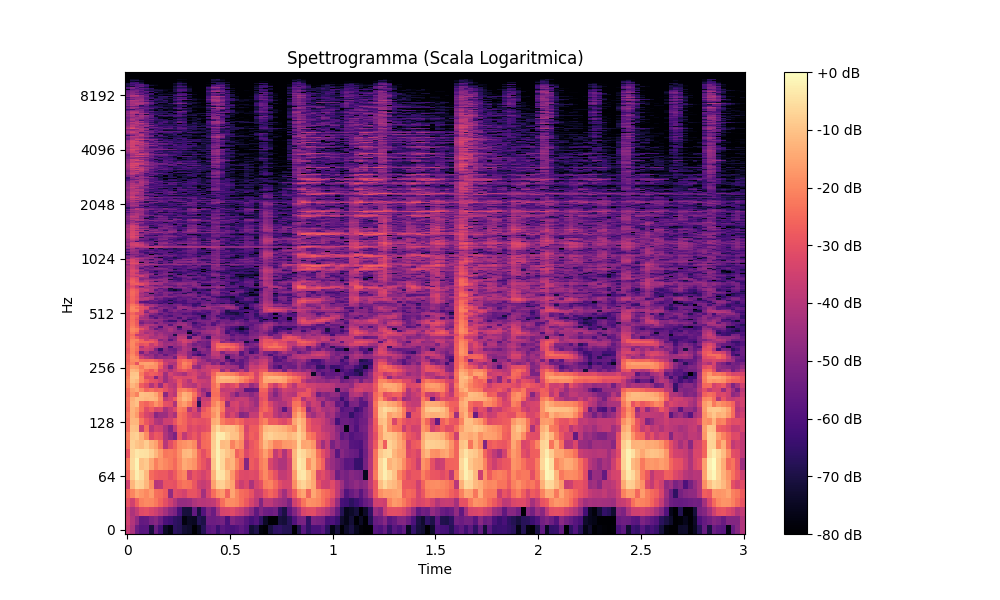 Spettrogramma (Scala Logaritmica)
Hz
8192
4096
2048
1024
512
256
128
64
0
0
0.5
1
1.5
2
2.5
3
Time
+0 dB
-10 dB
-20 dB
-30 dB
-40 dB
-50 dB
-60 dB
-70 dB
-80 dB